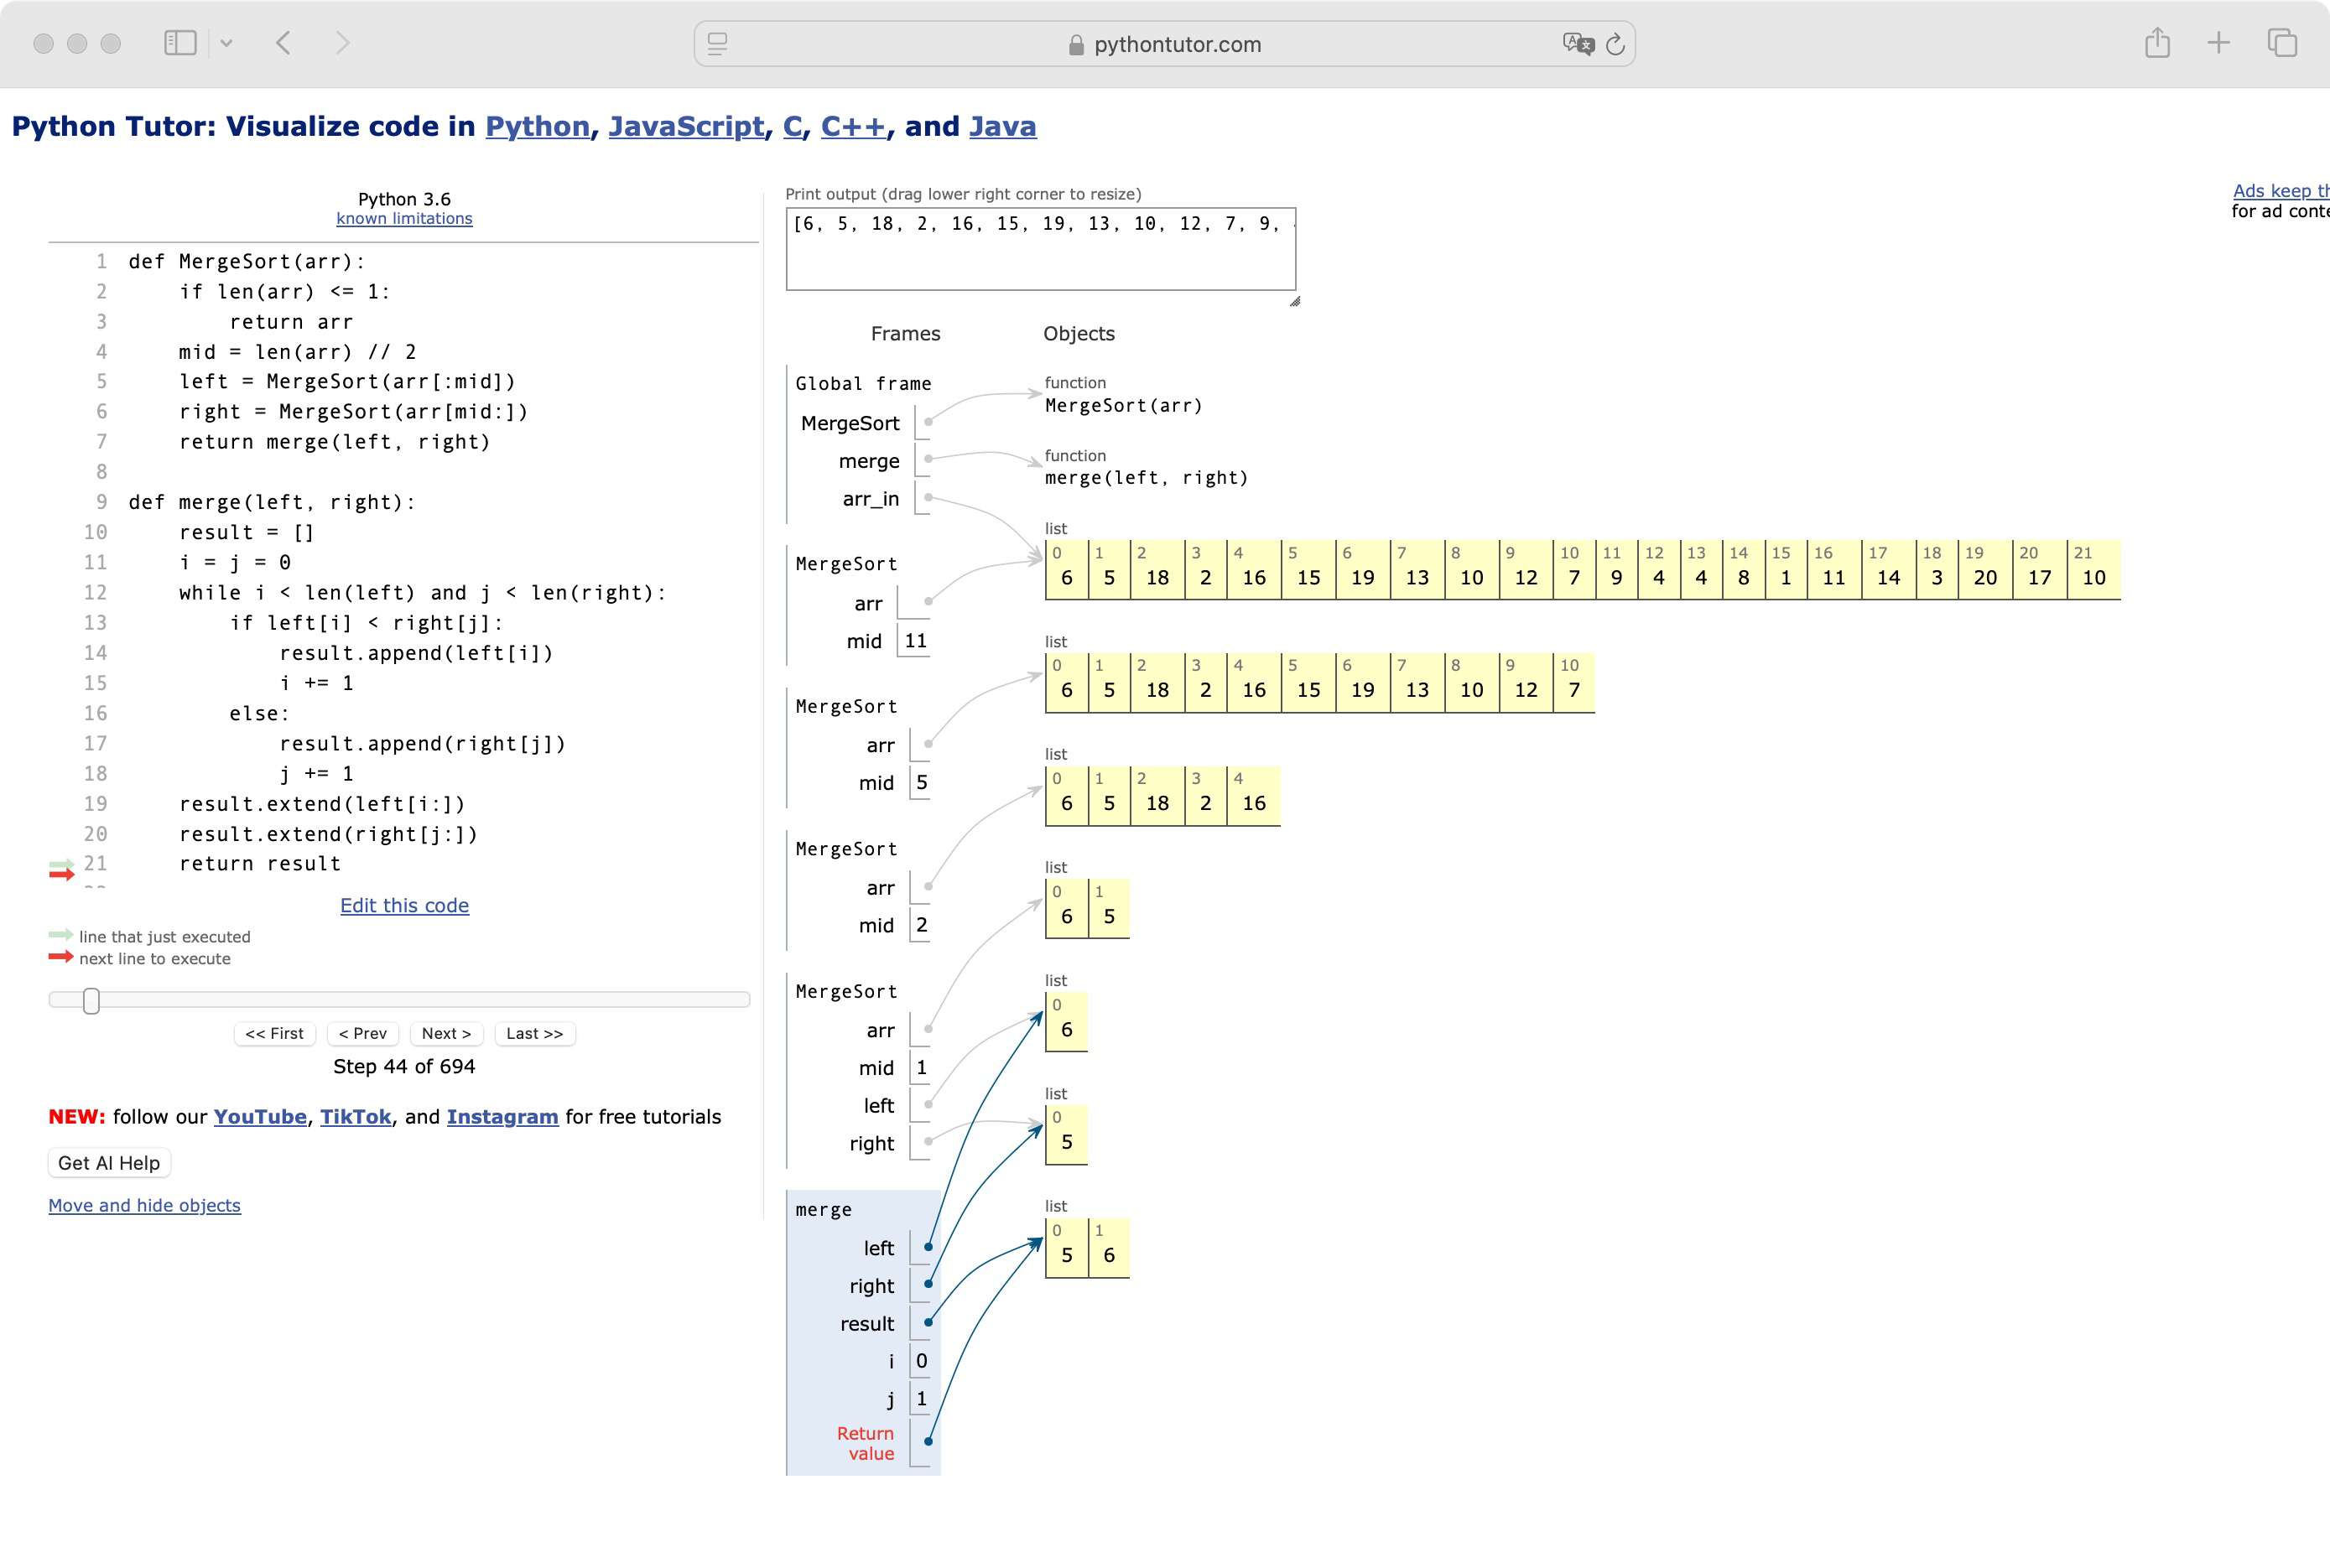 pythontutor.com
Python Tutor: Visualize code in Python, JavaScript, C, C++, and Java
Python 3.6
known limitations
1 def MergeSort(arr):
2 if len(arr) <= 1:
3 return arr
4 mid = len(arr) // 2
5 left = MergeSort(arr[:mid])
6 right = MergeSort(arr[mid:])
7 return merge(left, right)
8
9 def merge(left, right):
10 result = []
11 i = j = 0
12 while i < len(left) and j < len(right):
13 if left[i] < right[j]:
14 result.append(left[i])
15 i += 1
16 else:
17 result.append(right[j])
18 j += 1
19 result.extend(left[i:])
20 result.extend(right[j:])
21 return result
Edit this code
line that just executed
next line to execute
<< First < Prev Next > Last >>
Step 44 of 694
NEW: follow our YouTube, TikTok, and Instagram for free tutorials
Get AI Help
Move and hide objects
Print output (drag lower right corner to resize)
[6, 5, 18, 2, 16, 15, 19, 13, 10, 12, 7, 9,
Frames Objects
Global frame
MergeSort
merge
arr_in
MergeSort
arr
mid 11
MergeSort
arr
mid 5
MergeSort
arr
mid 2
MergeSort
arr
mid 1
left
right
merge
left
right
result
i 0
j 1
Return
value
function
MergeSort(arr)
function
merge(left, right)
list
0 1 2 3 4 5 6 7 8 9 10 11 12 13 14 15 16 17 18 19 20 21
6 5 18 2 16 15 19 13 10 12 7 9 4 4 8 1 11 14 3 20 17 10
list
0 1 2 3 4 5 6 7 8 9 10
6 5 18 2 16 15 19 13 10 12 7
list
0 1 2 3 4
6 5 18 2 16
list
0 1
6 5
list
0
6
list
0
5
list
0 1
5 6
Ads keep
for ad